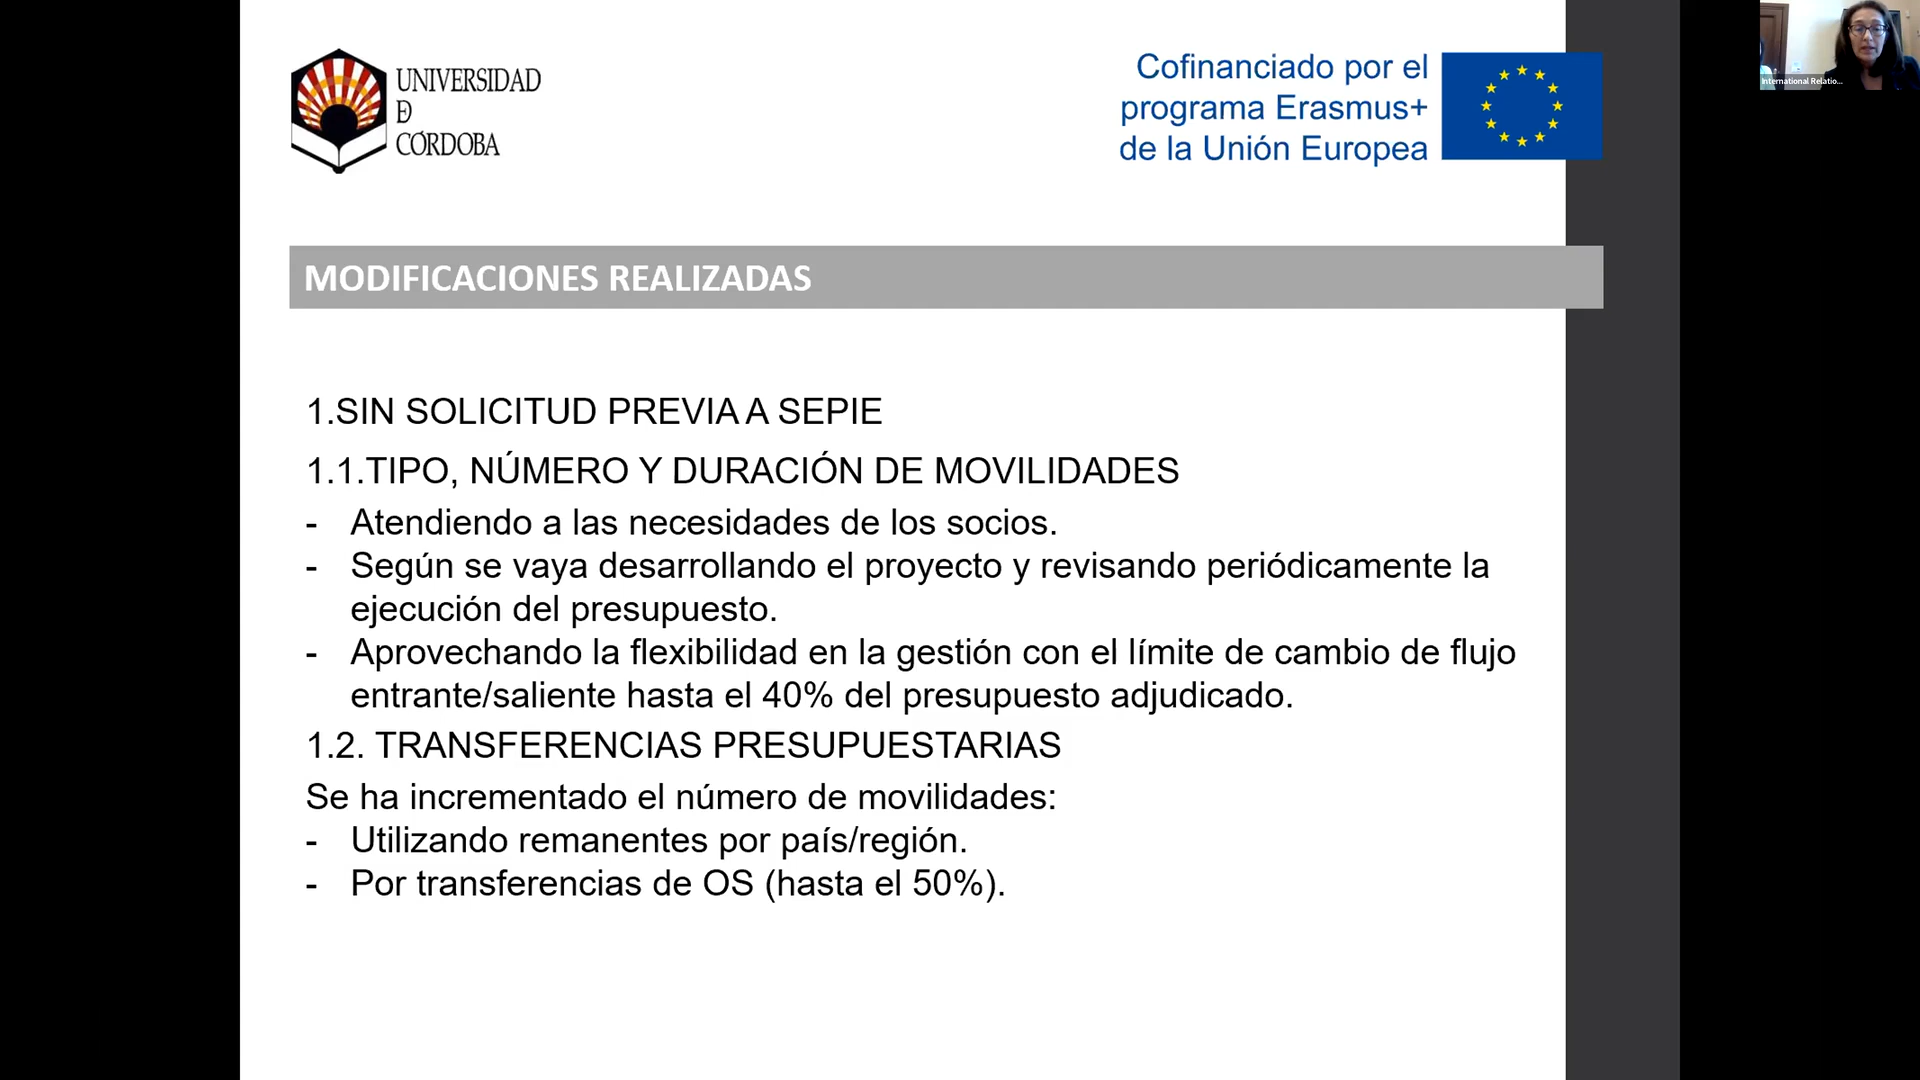 UNIVERSIDAD
Ð
CÓRDOBA
Cofinanciado por el
programa Erasmus+
de la Unión Europea
International Relatio...
MODIFICACIONES REALIZADAS
1.SIN SOLICITUD PREVIA A SEPIE
1.1.TIPO, NÚMERO Y DURACIÓN DE MOVILIDADES
- Atendiendo a las necesidades de los socios.
- Según se vaya desarrollando el proyecto y revisando periódicamente la
ejecución del presupuesto.
- Aprovechando la flexibilidad en la gestión con el límite de cambio de flujo
entrante/saliente hasta el 40% del presupuesto adjudicado.
1.2. TRANSFERENCIAS PRESUPUESTARIAS
Se ha incrementado el número de movilidades:
- Utilizando remanentes por país/región.
- Por transferencias de OS (hasta el 50%).